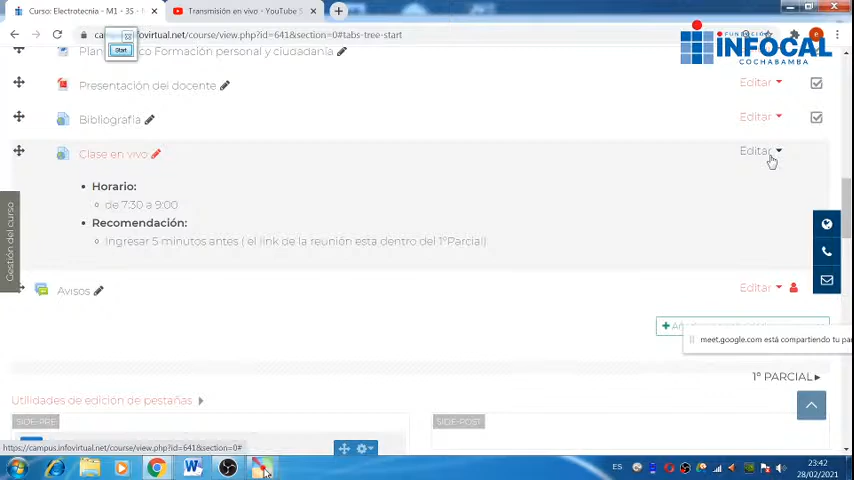 Curso: Electrotecnia - M1 - 3S -
Transmisión en vivo - YouTube S
campus.infovirtual.net/course/view.php?id=641&section=0#tabs-tree-start
Start
FUNDACIÓN
INFOCAL
COCHABAMBA
Formación personal y ciudadanía
Presentación del docente
Editar
Bibliografía
Editar
Clase en vivo
Editar
Horario:
de 7:30 a 9:00
Recomendación:
Ingresar 5 minutos antes ( el link de la reunión esta dentro del 1°Parcial)
Gestión del curso
Avisos
Editar
meet.google.com está compartiendo tu pa
1° PARCIAL
Utilidades de edicion de pestañas
SIDE-PRE
SIDE-POST
https://campus.infovirtual.net/course/view.php?id=641&section=0#
ES
23:42
28/02/2021